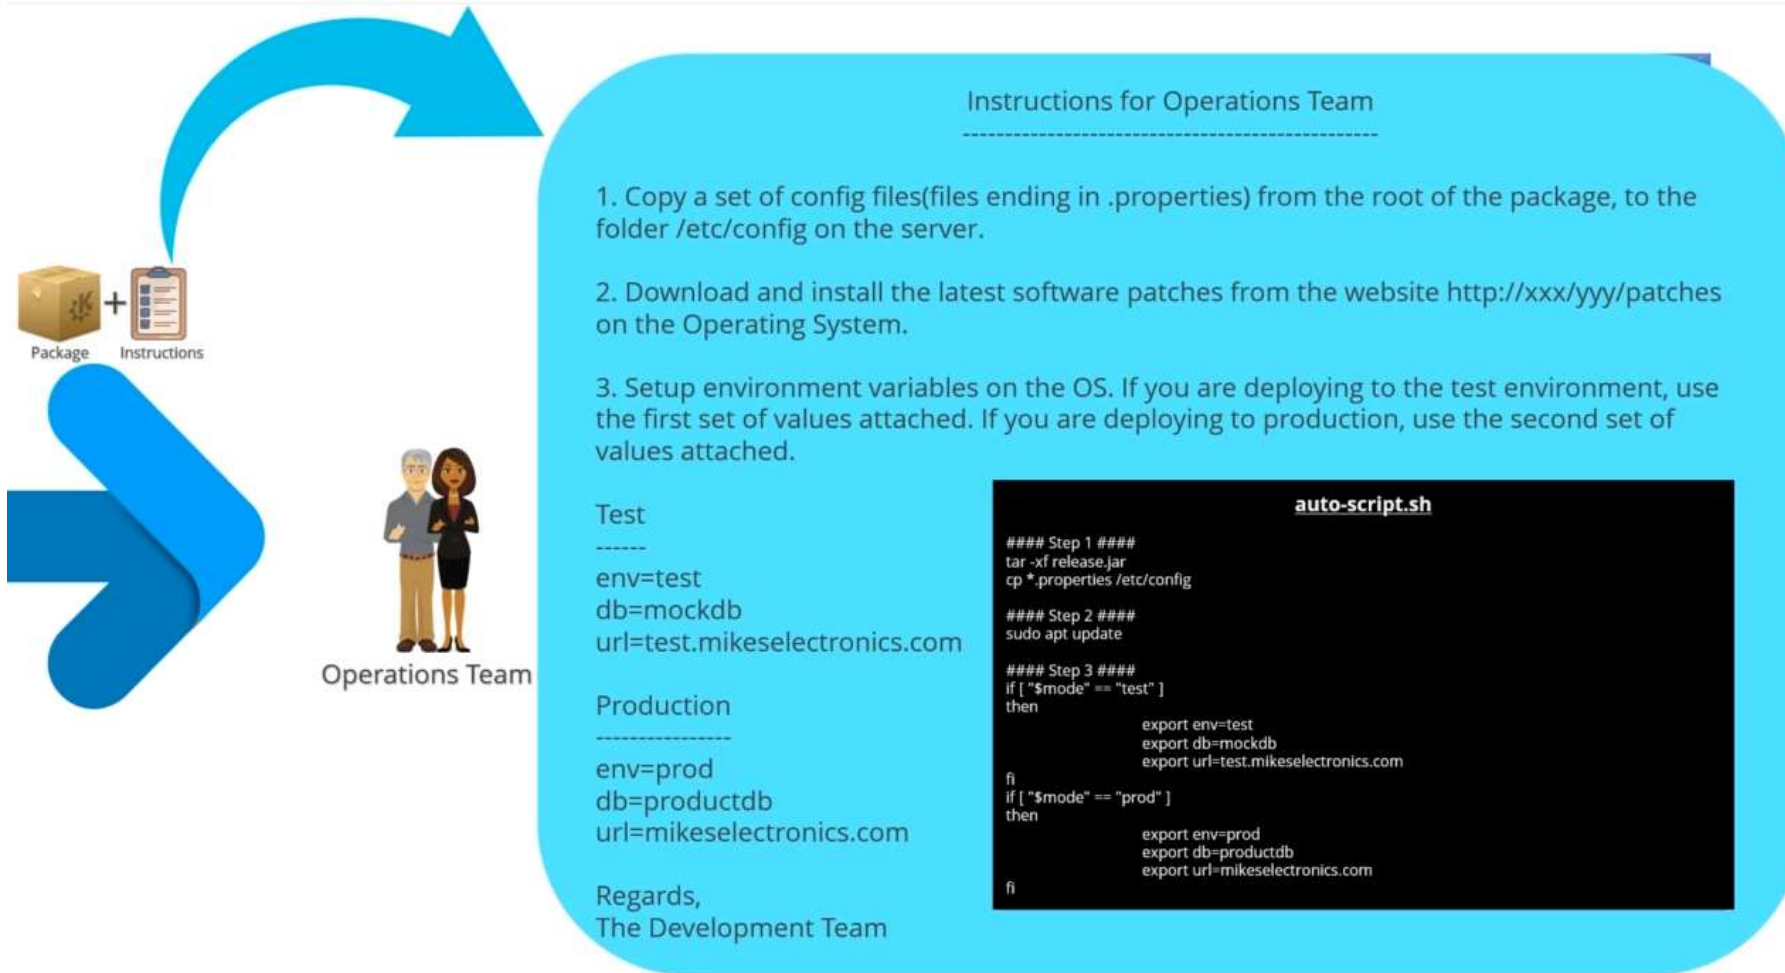 Package
Instructions
Operations Team
Instructions for Operations Team
-------------------------------------------------
1. Copy a set of config files(files ending in .properties) from the root of the package, to the
folder /etc/config on the server.
2. Download and install the latest software patches from the website http://xxx/yyy/patches
on the Operating System.
3. Setup environment variables on the OS. If you are deploying to the test environment, use
the first set of values attached. If you are deploying to production, use the second set of
values attached.
Test
------
env=test
db=mockdb
url=test.mikeselectronics.com
Production
----------------
env=prod
db=productdb
url=mikeselectronics.com
Regards,
The Development Team
auto-script.sh
#### Step 1 ####
tar -xf release.jar
cp *.properties /etc/config
#### Step 2 ####
sudo apt update
#### Step 3 ####
if [ "$mode" == "test" ]
then
export env=test
export db=mockdb
export url=test.mikeselectronics.com
fi
if [ "$mode" == "prod" ]
then
export env=prod
export db=productdb
export url=mikeselectronics.com
fi